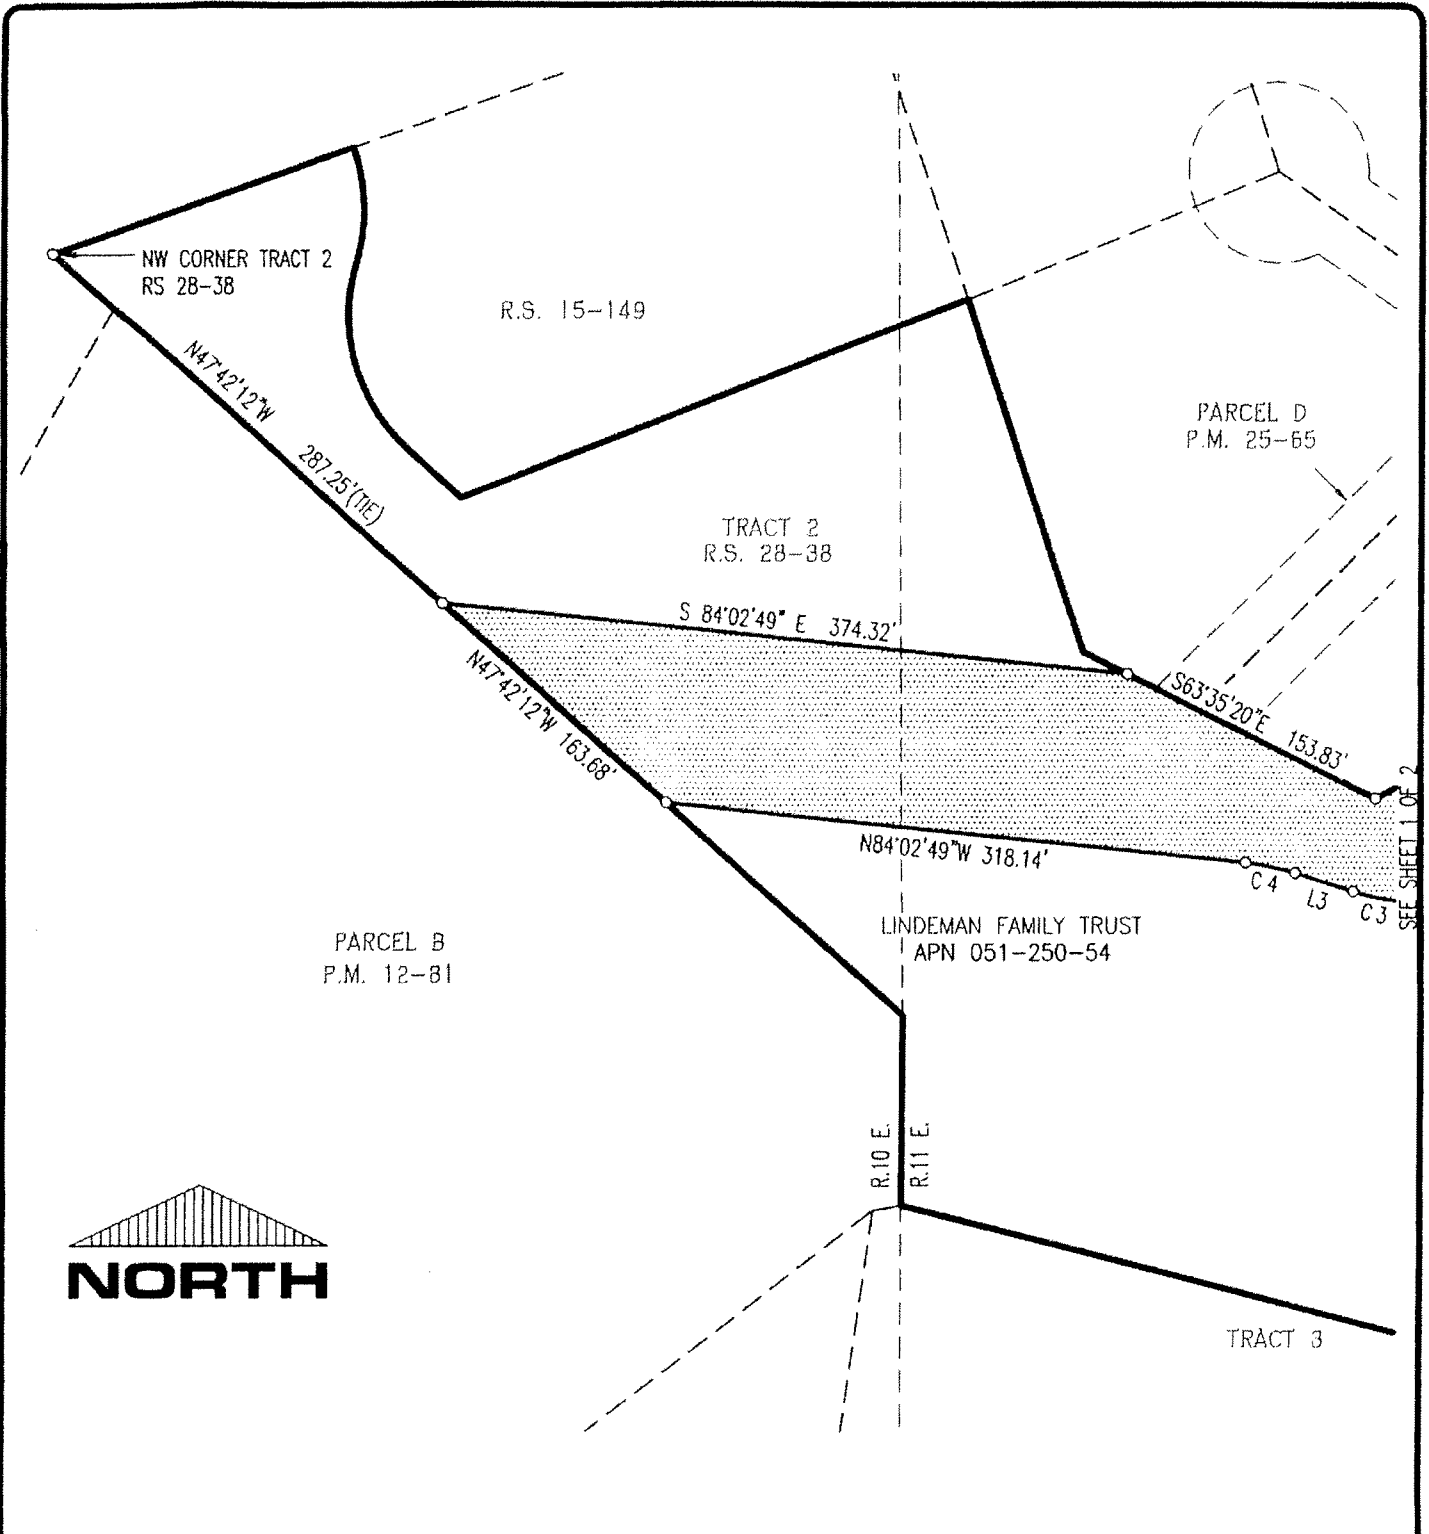 NW CORNER TRACT 2
RS 28-38
R.S. 15-149
N47°42'12"W
287.25'(TIE)
PARCEL D
P.M. 25-65
TRACT 2
R.S. 28-38
S 84°02'49" E 374.32'
N47°42'12"W 163.68'
S63°35'20"E 153.83'
SEE SHEET 1 OF 2
N84°02'49"W 318.14'
C4
L3
C3
LINDEMAN FAMILY TRUST
APN 051-250-54
PARCEL B
P.M. 12-81
R.10 E.
R.11 E.
NORTH
TRACT 3